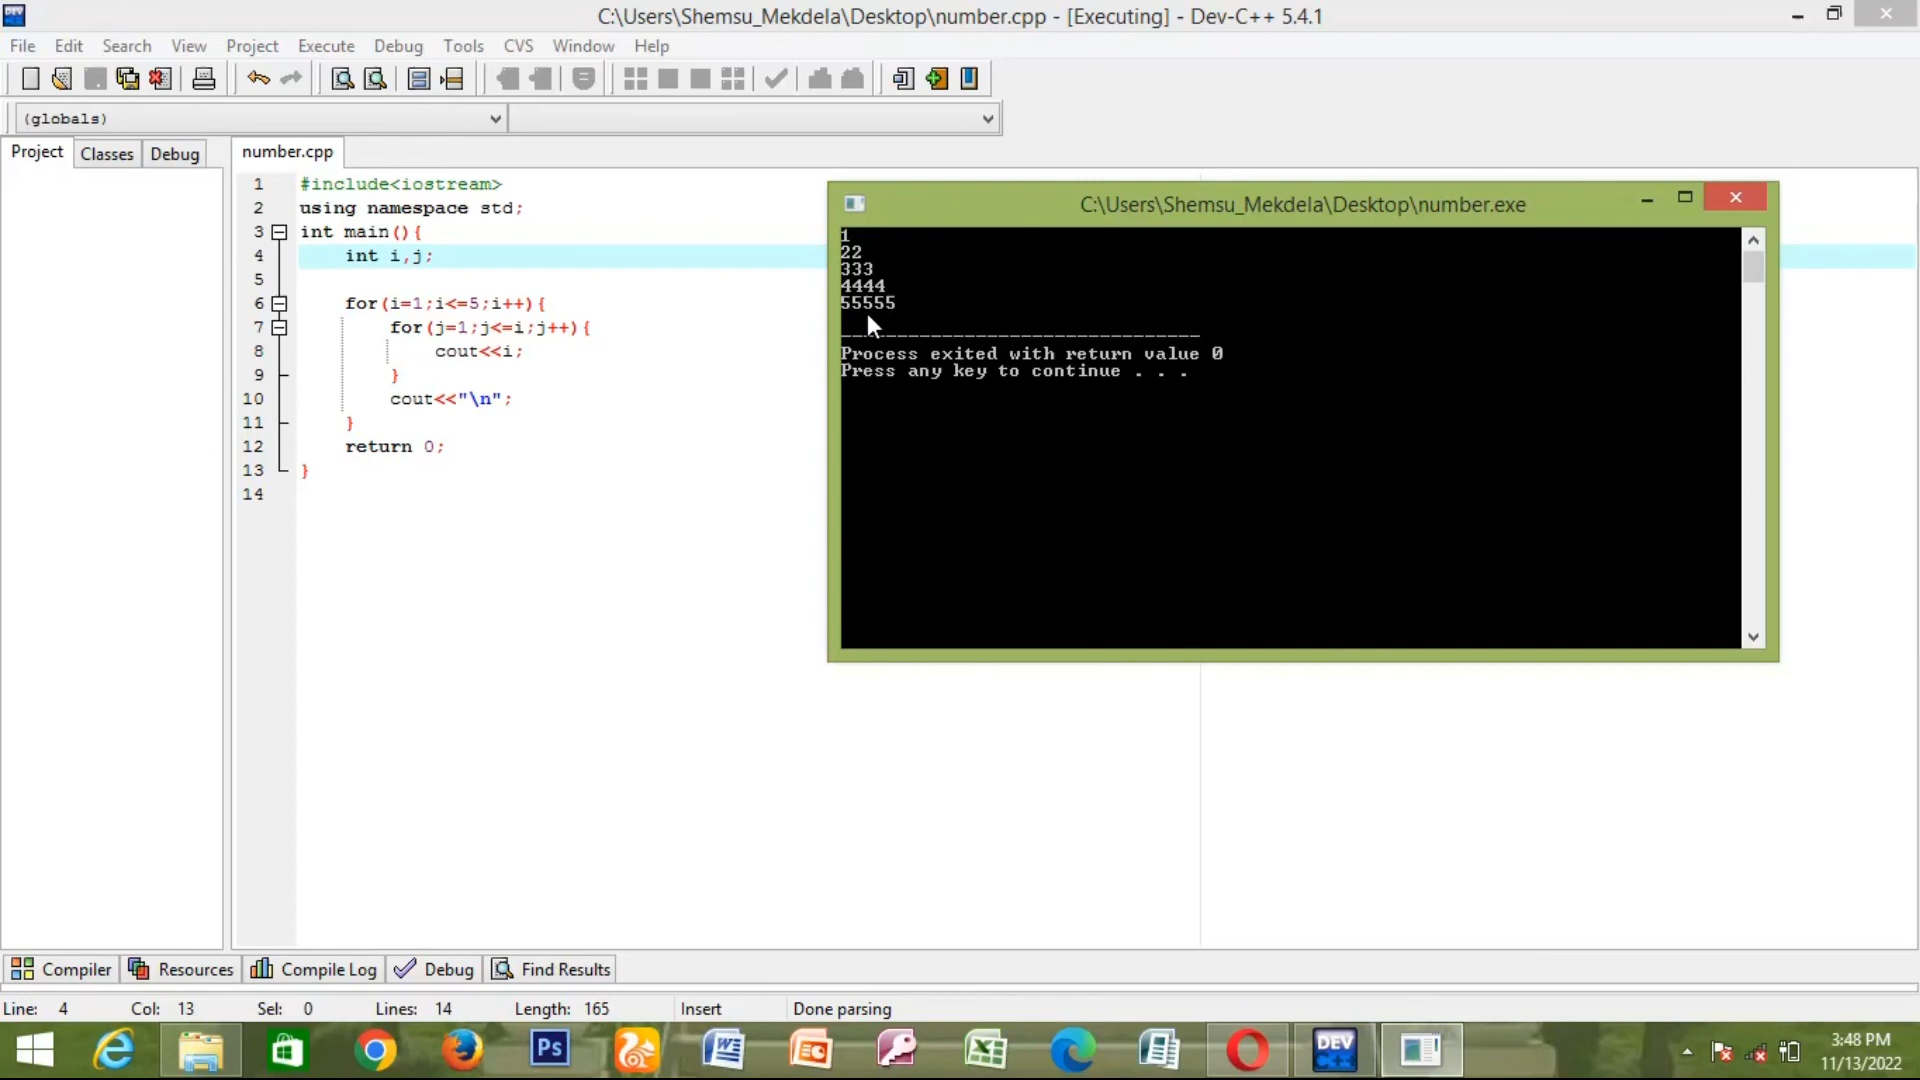 C:\Users\Shemsu_Mekdela\Desktop\number.cpp - [Executing] - Dev-C++ 5.4.1
File Edit Search View Project Execute Debug Tools CVS Window Help
(globals)
Project Classes Debug number.cpp
1 #include<iostream>
2 using namespace std;
3 int main(){
4 int i,j;
5
6 for(i=1;i<=5;i++){
7 for(j=1;j<=i;j++){
8 cout<<i;
9 }
10 cout<<"\n";
11 }
12 return 0;
13 }
14
C:\Users\Shemsu_Mekdela\Desktop\number.exe
1
22
333
4444
55555
--------------------------------
Process exited with return value 0
Press any key to continue . . .
Compiler Resources Compile Log Debug Find Results
Line: 4 Col: 13 Sel: 0 Lines: 14 Length: 165 Insert Done parsing
Ps
DEV C++
3:48 PM
11/13/2022